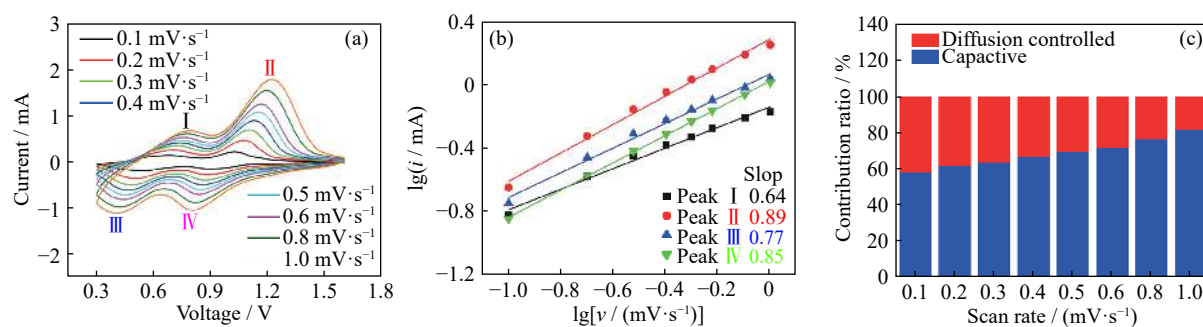 (a)
0.1 mV·s⁻¹
0.2 mV·s⁻¹
0.3 mV·s⁻¹
0.4 mV·s⁻¹
0.5 mV·s⁻¹
0.6 mV·s⁻¹
0.8 mV·s⁻¹
1.0 mV·s⁻¹
Ⅰ
Ⅱ
Ⅲ
Ⅳ
3
2
1
0
−1
−2
Current / mA
0.3 0.6 0.9 1.2 1.5 1.8
Voltage / V
(b)
0.4
0
−0.4
−0.8
−1.2
lg(i / mA)
Slop
Peak Ⅰ 0.64
Peak Ⅱ 0.89
Peak Ⅲ 0.77
Peak Ⅳ 0.85
−1.0 −0.8 −0.6 −0.4 −0.2 0
lg[v / (mV·s⁻¹)]
(c)
Diffusion controlled
Capactive
140
120
100
80
60
40
20
0
Contribution ratio / %
0.1 0.2 0.3 0.4 0.5 0.6 0.8 1.0
Scan rate / (mV·s⁻¹)